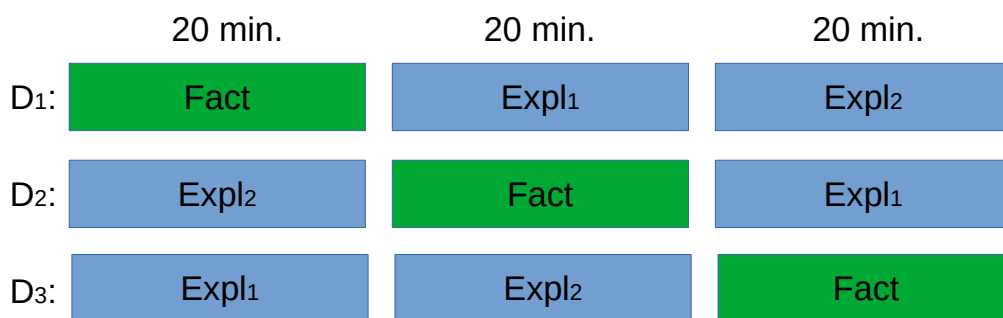 20 min. 20 min. 20 min.
D1: Fact Expl1 Expl2
D2: Expl2 Fact Expl1
D3: Expl1 Expl2 Fact